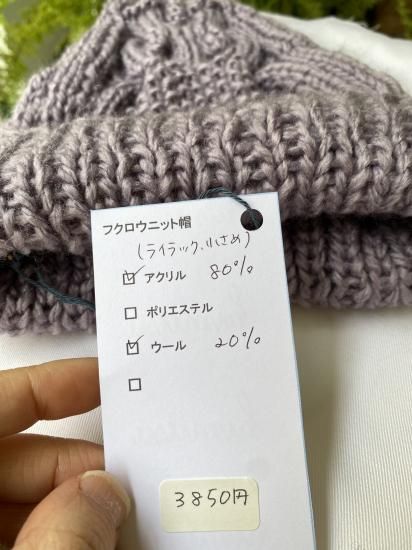 フクロウニット帽
(ライラック、小さめ)
☑ アクリル 80%
☐ ポリエステル
☑ ウール 20%
☐
3850円